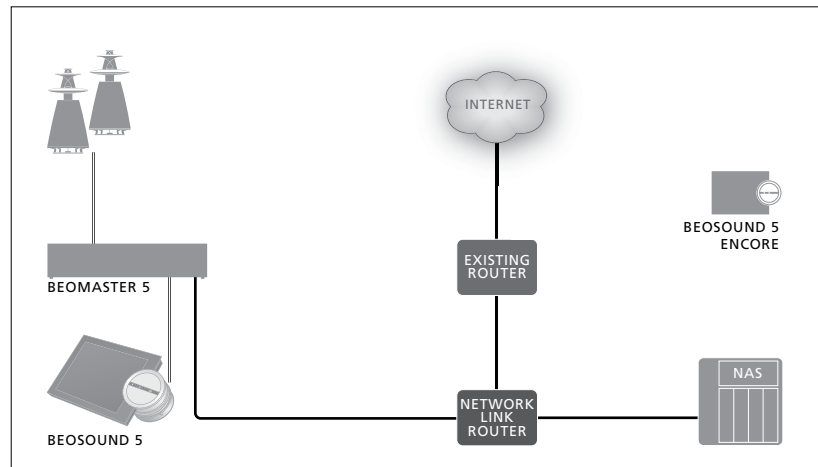 INTERNET
BEOSOUND 5
ENCORE
EXISTING
ROUTER
BEOMASTER 5
NAS
NETWORK
LINK
ROUTER
BEOSOUND 5